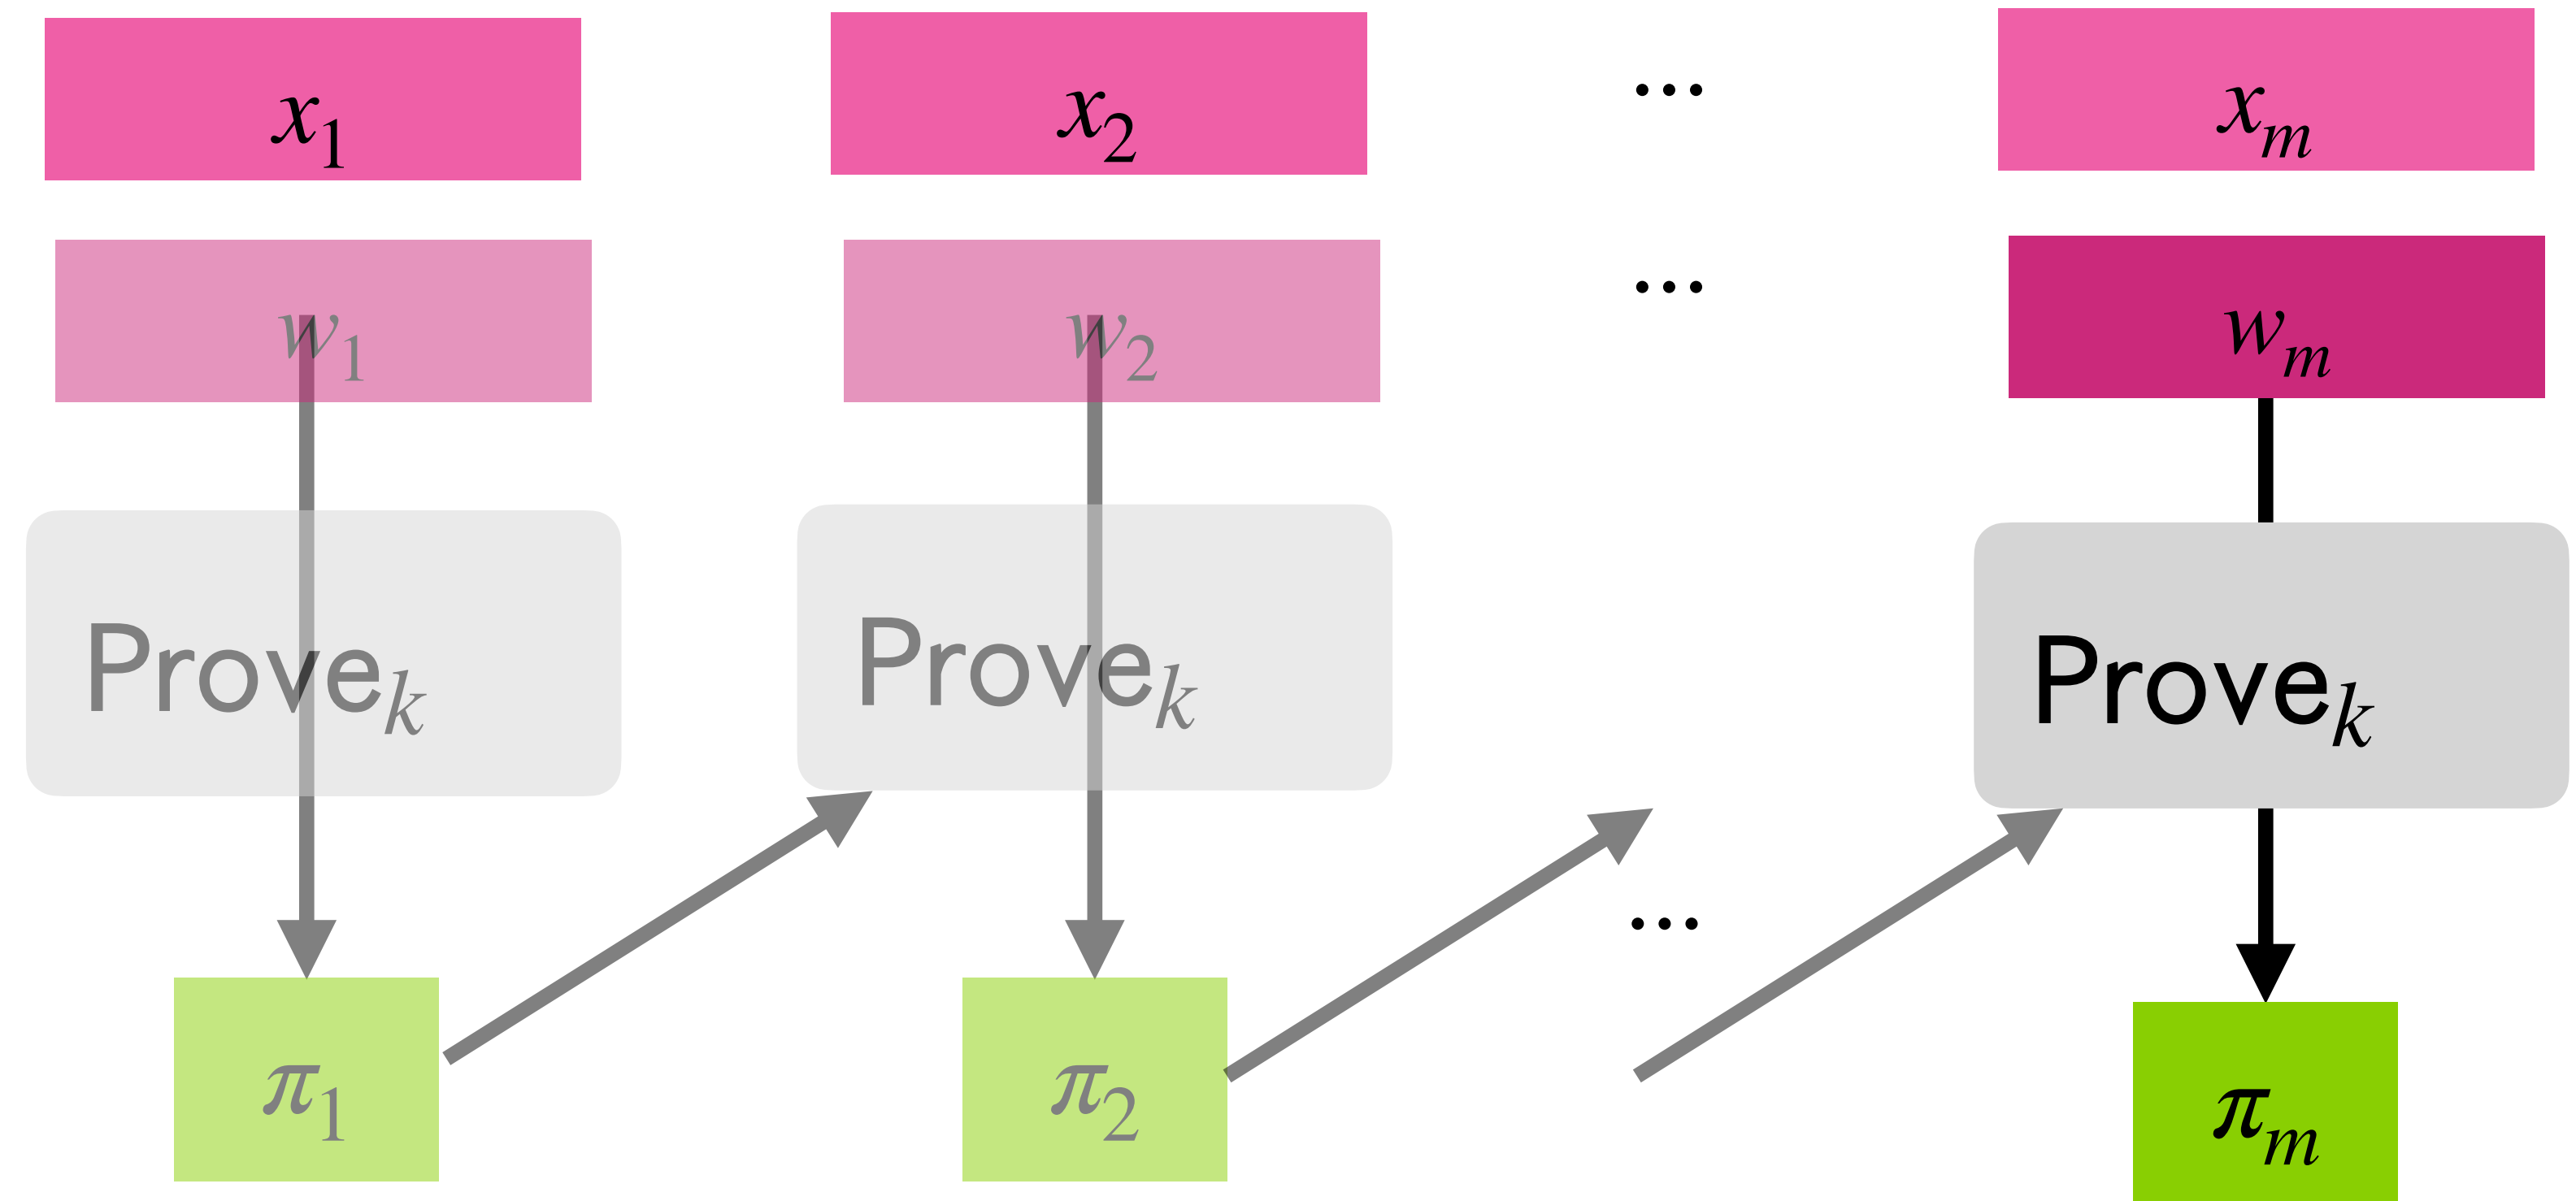 x₁ x₂ ... xₘ
w₁ w₂ ... wₘ
Proveₖ Proveₖ Proveₖ
...
π₁ π₂ πₘ